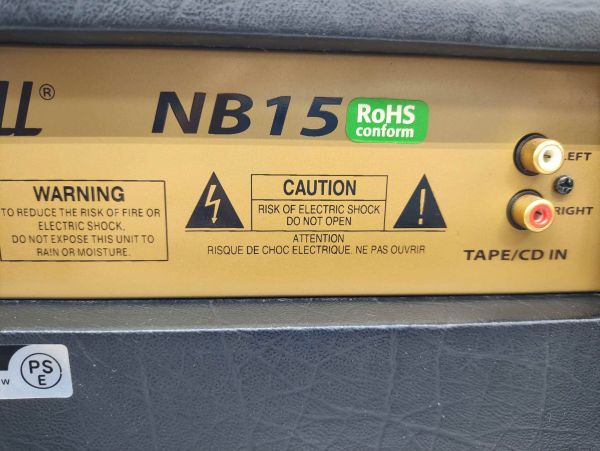 LL®
NB15
RoHS
conform
WARNING
TO REDUCE THE RISK OF FIRE OR
ELECTRIC SHOCK,
DO NOT EXPOSE THIS UNIT TO
RAIN OR MOISTURE.
CAUTION
RISK OF ELECTRIC SHOCK
DO NOT OPEN
ATTENTION
RISQUE DE CHOC ELECTRIQUE. NE PAS OUVRIR
LEFT
RIGHT
TAPE/CD IN
PS
E
W